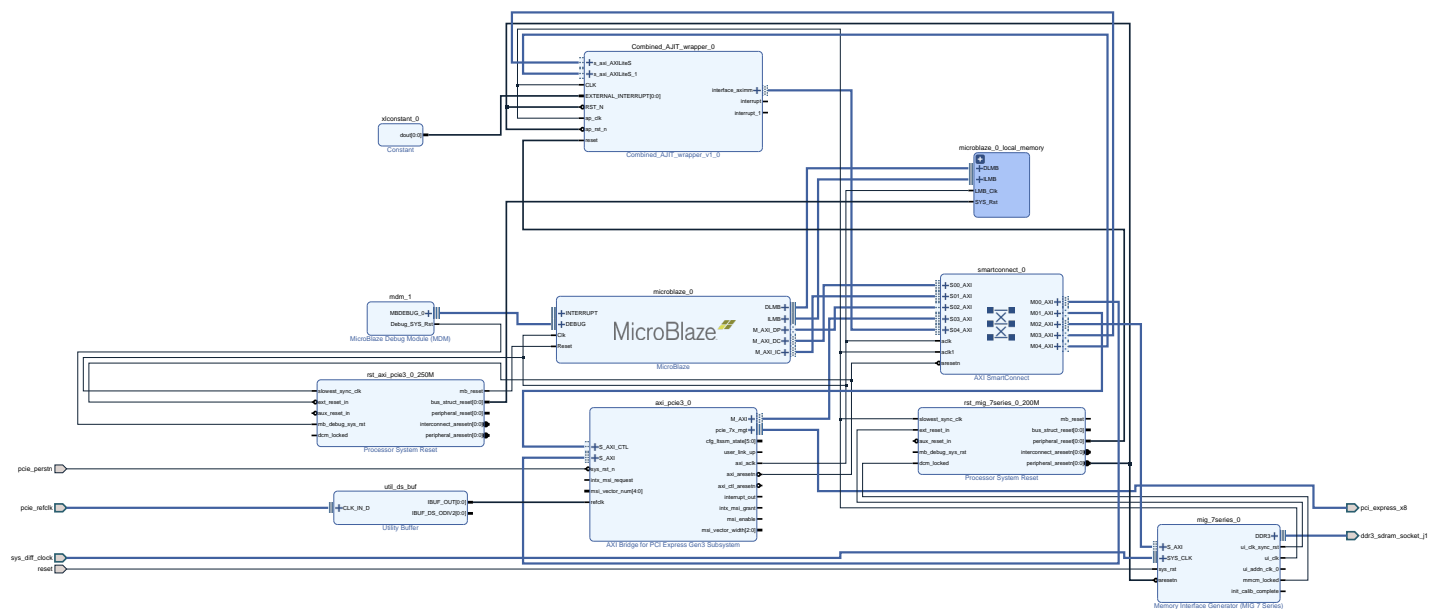 Combined_AJIT_wrapper_0
s_axi_AXILiteS
s_axi_AXILiteS_1
CLK
EXTERNAL_INTERRUPT[0:0]
RST_N
ap_clk
ap_rst_n
reset
interface_aximm
interrupt
interrupt_1
Combined_AJIT_wrapper_v1_0
xlconstant_0
dout[0:0]
Constant
microblaze_0_local_memory
DLMB
ILMB
LMB_Clk
SYS_Rst
mdm_1
MBDEBUG_0
Debug_SYS_Rst
MicroBlaze Debug Module (MDM)
microblaze_0
INTERRUPT
DEBUG
Clk
Reset
MicroBlaze
DLMB
ILMB
M_AXI_DP
M_AXI_DC
M_AXI_IC
MicroBlaze
smartconnect_0
S00_AXI
S01_AXI
S02_AXI
S03_AXI
S04_AXI
aclk
aclk1
aresetn
M00_AXI
M01_AXI
M02_AXI
M03_AXI
M04_AXI
AXI SmartConnect
rst_axi_pcie3_0_250M
slowest_sync_clk
ext_reset_in
aux_reset_in
mb_debug_sys_rst
dcm_locked
mb_reset
bus_struct_reset[0:0]
peripheral_reset[0:0]
interconnect_aresetn[0:0]
peripheral_aresetn[0:0]
Processor System Reset
axi_pcie3_0
S_AXI_CTL
S_AXI
sys_rst_n
intx_msi_request
msi_vector_num[4:0]
refclk
M_AXI
pcie_7x_mgt
cfg_ltssm_state[5:0]
user_link_up
axi_aclk
axi_aresetn
axi_ctl_aresetn
interrupt_out
intx_msi_grant
msi_enable
msi_vector_width[2:0]
AXI Bridge for PCI Express Gen3 Subsystem
rst_mig_7series_0_200M
slowest_sync_clk
ext_reset_in
aux_reset_in
mb_debug_sys_rst
dcm_locked
mb_reset
bus_struct_reset[0:0]
peripheral_reset[0:0]
interconnect_aresetn[0:0]
peripheral_aresetn[0:0]
Processor System Reset
pcie_perstn
pcie_refclk
sys_diff_clock
reset
util_ds_buf
CLK_IN_D
IBUF_OUT[0:0]
IBUF_DS_ODIV2[0:0]
Utility Buffer
mig_7series_0
S_AXI
SYS_CLK
sys_rst
aresetn
DDR3
ui_clk_sync_rst
ui_clk
ui_addn_clk_0
mmcm_locked
init_calib_complete
Memory Interface Generator (MIG 7 Series)
pci_express_x8
ddr3_sdram_socket_j1